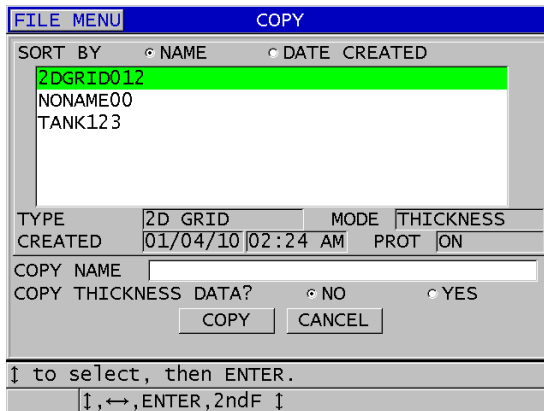 FILE MENU COPY
SORT BY NAME DATE CREATED
2DGRID012
NONAME00
TANK123
TYPE 2D GRID MODE THICKNESS
CREATED 01/04/10 02:24 AM PROT ON
COPY NAME
COPY THICKNESS DATA? NO YES
COPY CANCEL
↕ to select, then ENTER.
↕,↔,ENTER,2ndF ↕